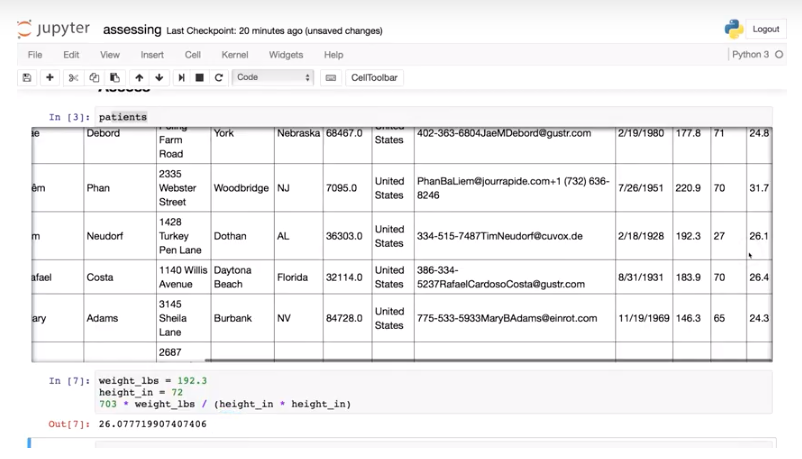 jupyter assessing Last Checkpoint: 20 minutes ago (unsaved changes)
Logout
File Edit View Insert Cell Kernel Widgets Help
Python 3
Code
CellToolbar
Assess
In [3]: patients
Debord Poling Farm Road York Nebraska 68467.0 United States 402-363-6804JaeMDebord@gustr.com 2/19/1980 177.8 71 24.8
Phan 2335 Webster Street Woodbridge NJ 7095.0 United States PhanBaLiem@jourrapide.com+1 (732) 636-8246 7/26/1951 220.9 70 31.7
Neudorf 1428 Turkey Pen Lane Dothan AL 36303.0 United States 334-515-7487TimNeudorf@cuvox.de 2/18/1928 192.3 27 26.1
afael Costa 1140 Willis Avenue Daytona Beach Florida 32114.0 United States 386-334-5237RafaelCardosoCosta@gustr.com 8/31/1931 183.9 70 26.4
ary Adams 3145 Sheila Lane Burbank NV 84728.0 United States 775-533-5933MaryBAdams@einrot.com 11/19/1969 146.3 65 24.3
2687
In [7]: weight_lbs = 192.3
height_in = 72
703 * weight_lbs / (height_in * height_in)
Out[7]: 26.077719907407406